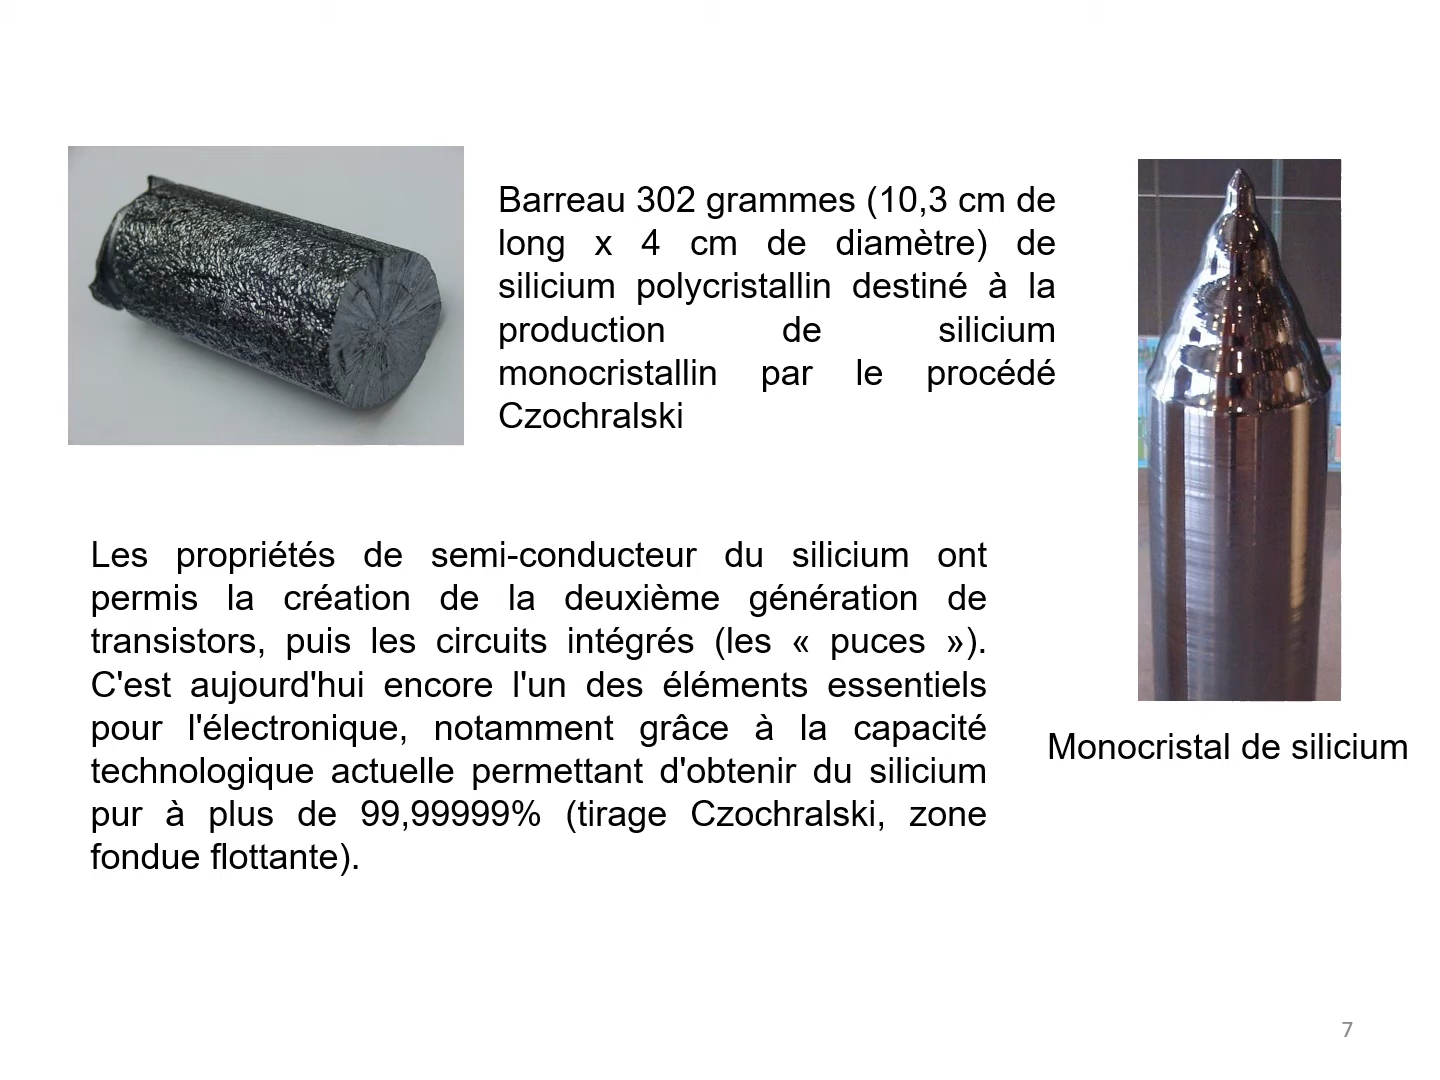 Barreau 302 grammes (10,3 cm de
long x 4 cm de diamètre) de
silicium polycristallin destiné à la
production de silicium
monocristallin par le procédé
Czochralski
Les propriétés de semi-conducteur du silicium ont
permis la création de la deuxième génération de
transistors, puis les circuits intégrés (les « puces »).
C'est aujourd'hui encore l'un des éléments essentiels
pour l'électronique, notamment grâce à la capacité
technologique actuelle permettant d'obtenir du silicium
pur à plus de 99,99999% (tirage Czochralski, zone
fondue flottante).
Monocristal de silicium
7